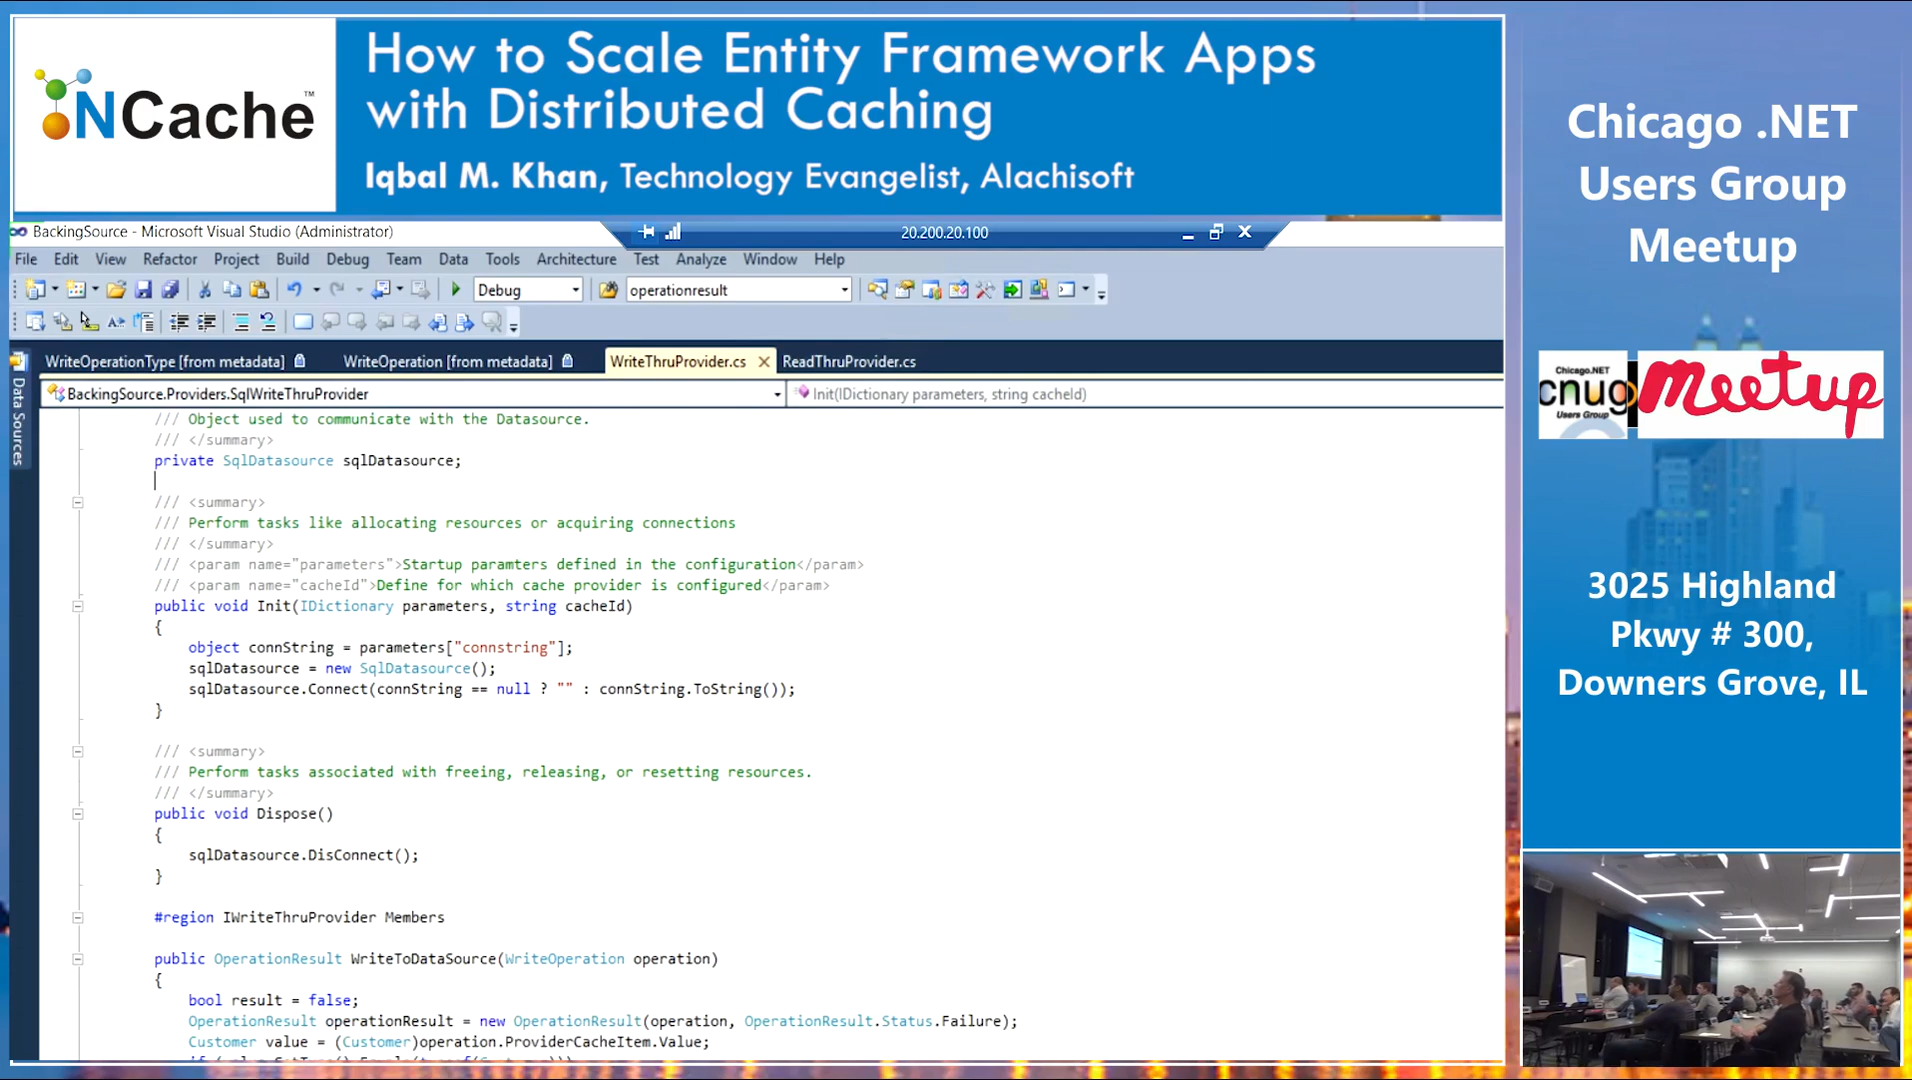 NCache™
How to Scale Entity Framework Apps
with Distributed Caching
Iqbal M. Khan, Technology Evangelist, Alachisoft
BackingSource - Microsoft Visual Studio (Administrator)
20.200.20.100
File Edit View Refactor Project Build Debug Team Data Tools Architecture Test Analyze Window Help
Debug
operationresult
WriteOperationType [from metadata]
WriteOperation [from metadata]
WriteThruProvider.cs
ReadThruProvider.cs
Data Sources
BackingSource.Providers.SqlWriteThruProvider
Init(IDictionary parameters, string cacheId)
/// Object used to communicate with the Datasource.
/// </summary>
private SqlDatasource sqlDatasource;
/// <summary>
/// Perform tasks like allocating resources or acquiring connections
/// </summary>
/// <param name="parameters">Startup paramters defined in the configuration</param>
/// <param name="cacheId">Define for which cache provider is configured</param>
public void Init(IDictionary parameters, string cacheId)
{
object connString = parameters["connstring"];
sqlDatasource = new SqlDatasource();
sqlDatasource.Connect(connString == null ? "" : connString.ToString());
}
/// <summary>
/// Perform tasks associated with freeing, releasing, or resetting resources.
/// </summary>
public void Dispose()
{
sqlDatasource.DisConnect();
}
#region IWriteThruProvider Members
public OperationResult WriteToDataSource(WriteOperation operation)
{
bool result = false;
OperationResult operationResult = new OperationResult(operation, OperationResult.Status.Failure);
Customer value = (Customer)operation.ProviderCacheItem.Value;
Chicago .NET
Users Group
Meetup
Chicago.NET
cnug
Users Group
meetup
3025 Highland
Pkwy # 300,
Downers Grove, IL